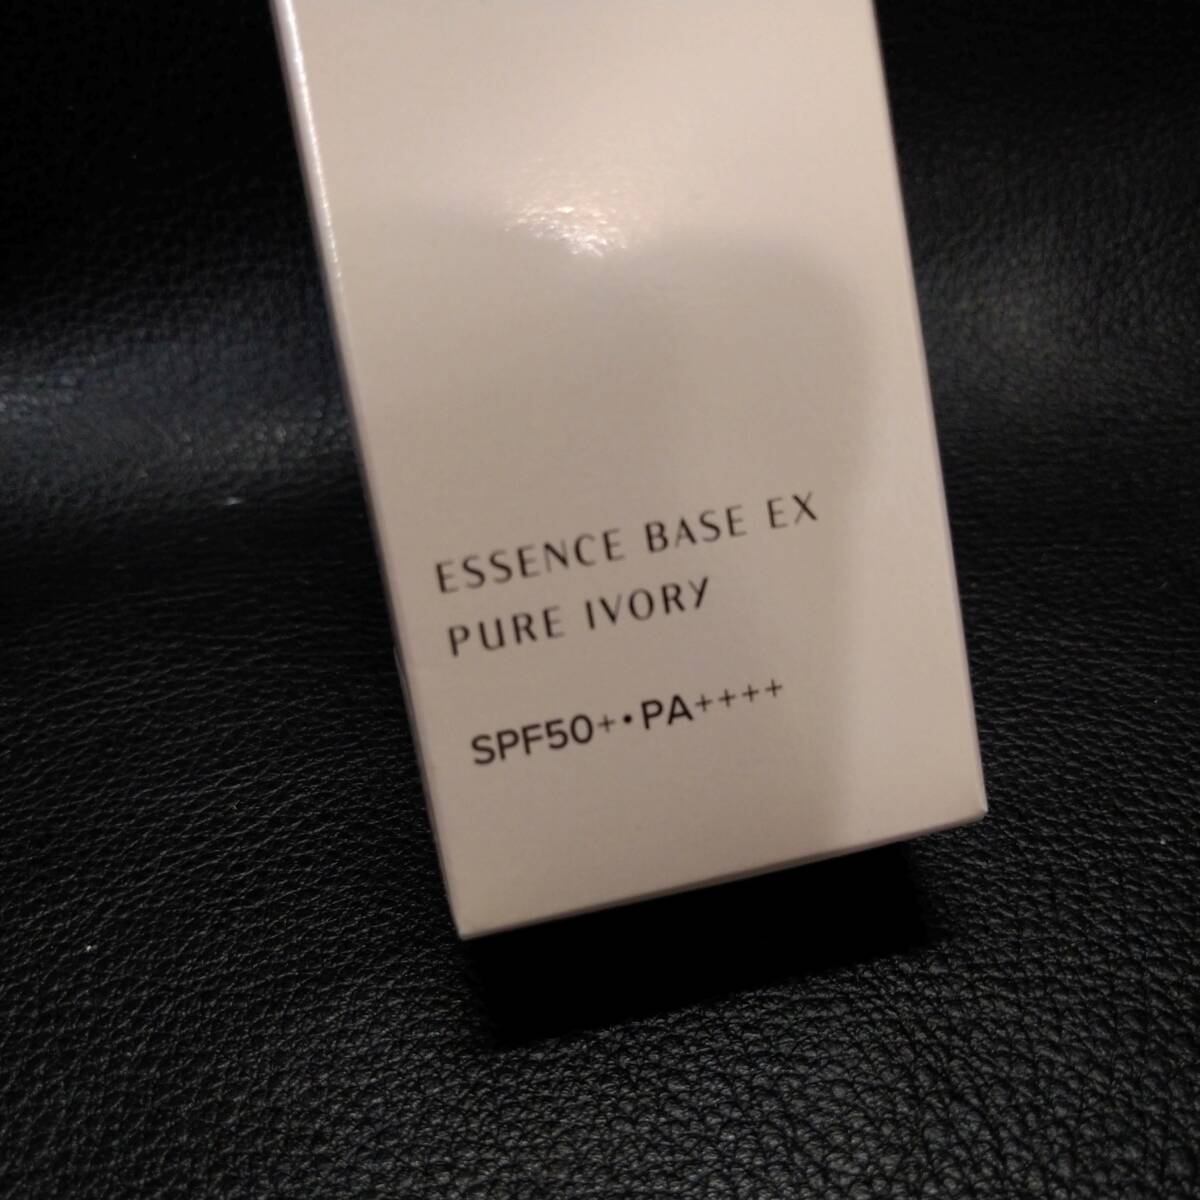 ESSENCE BASE EX
PURE IVORY
SPF50+•PA++++